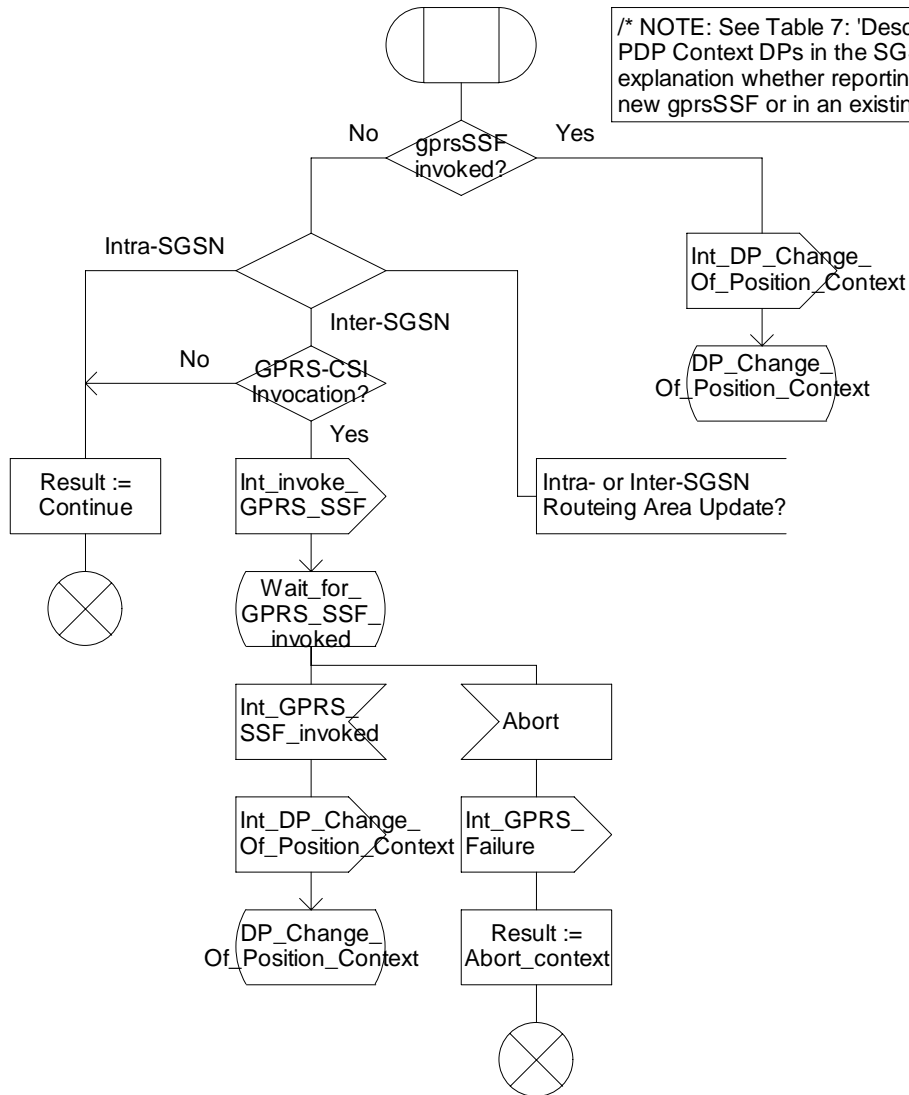 /* NOTE: See Table 7: 'Desc
PDP Context DPs in the SG
explanation whether reportin
new gprsSSF or in an existin
No
gprsSSF
invoked?
Yes
Intra-SGSN
Int_DP_Change_
Of_Position_Context
Inter-SGSN
No
GPRS-CSI
Invocation?
DP_Change_
Of_Position_Context
Yes
Result :=
Continue
Int_invoke_
GPRS_SSF
Intra- or Inter-SGSN
Routeing Area Update?
Wait_for_
GPRS_SSF_
invoked
Int_GPRS_
SSF_invoked
Abort
Int_DP_Change_
Of_Position_Context
Int_GPRS_
Failure
DP_Change_
Of_Position_Context
Result :=
Abort_context